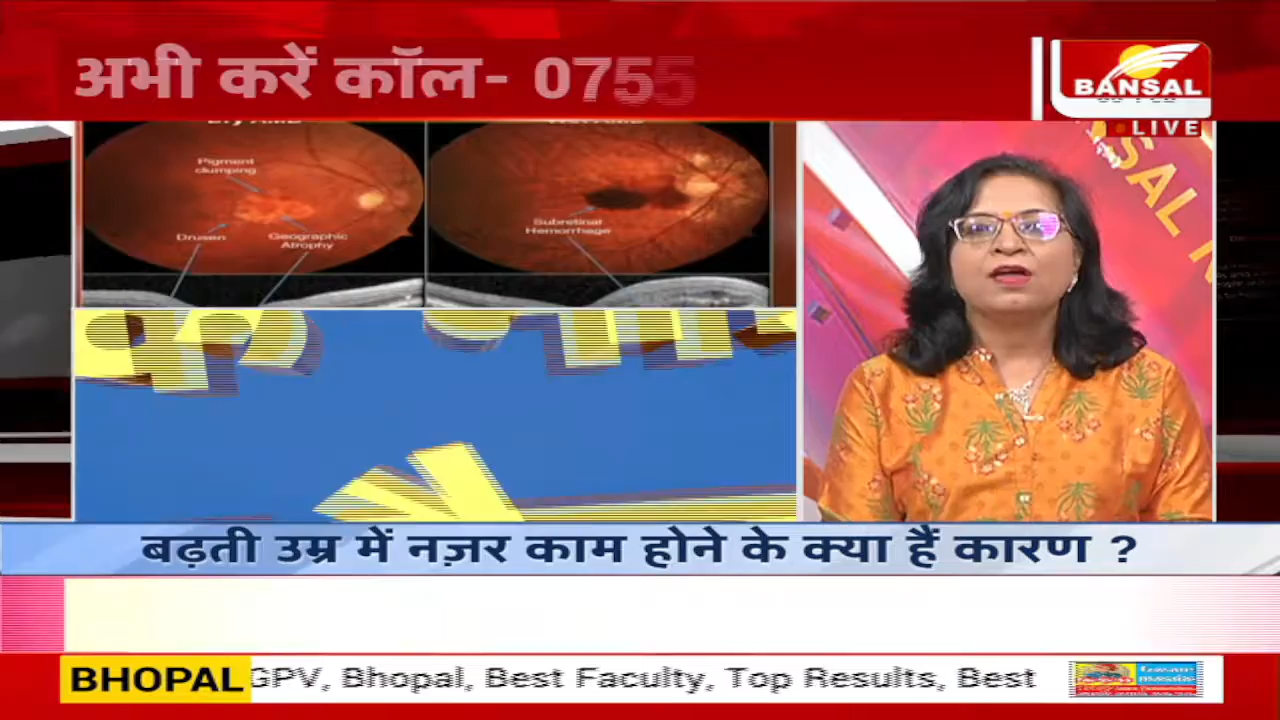 अभी करें कॉल- 0755
BANSAL
LIVE
Pigment
clumping
Drusen
Geographic
Atrophy
Subretinal
Hemorrhage
SAL N
बढ़ती उम्र में नज़र काम होने के क्या हैं कारण ?
BHOPAL
GPV, Bhopal, Best Faculty, Top Results, Best